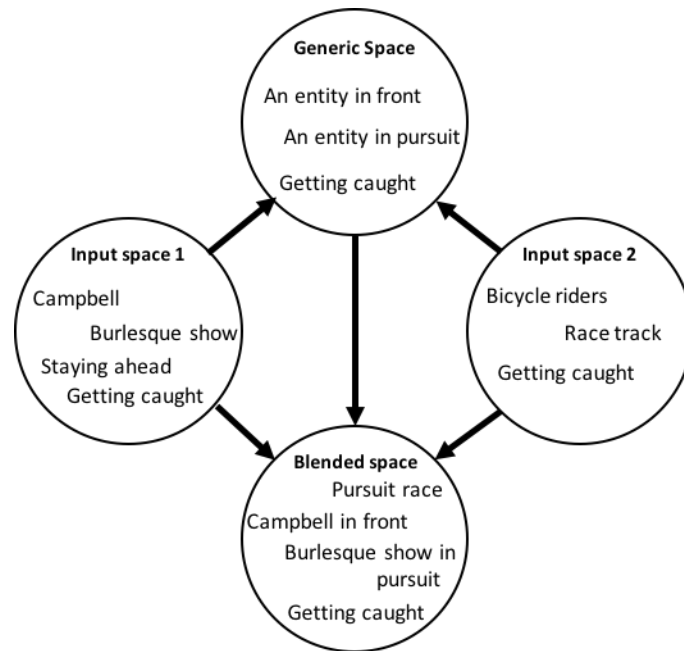 Generic Space
An entity in front
An entity in pursuit
Getting caught
Input space 1
Campbell
Burlesque show
Staying ahead
Getting caught
Input space 2
Bicycle riders
Race track
Getting caught
Blended space
Pursuit race
Campbell in front
Burlesque show in
pursuit
Getting caught